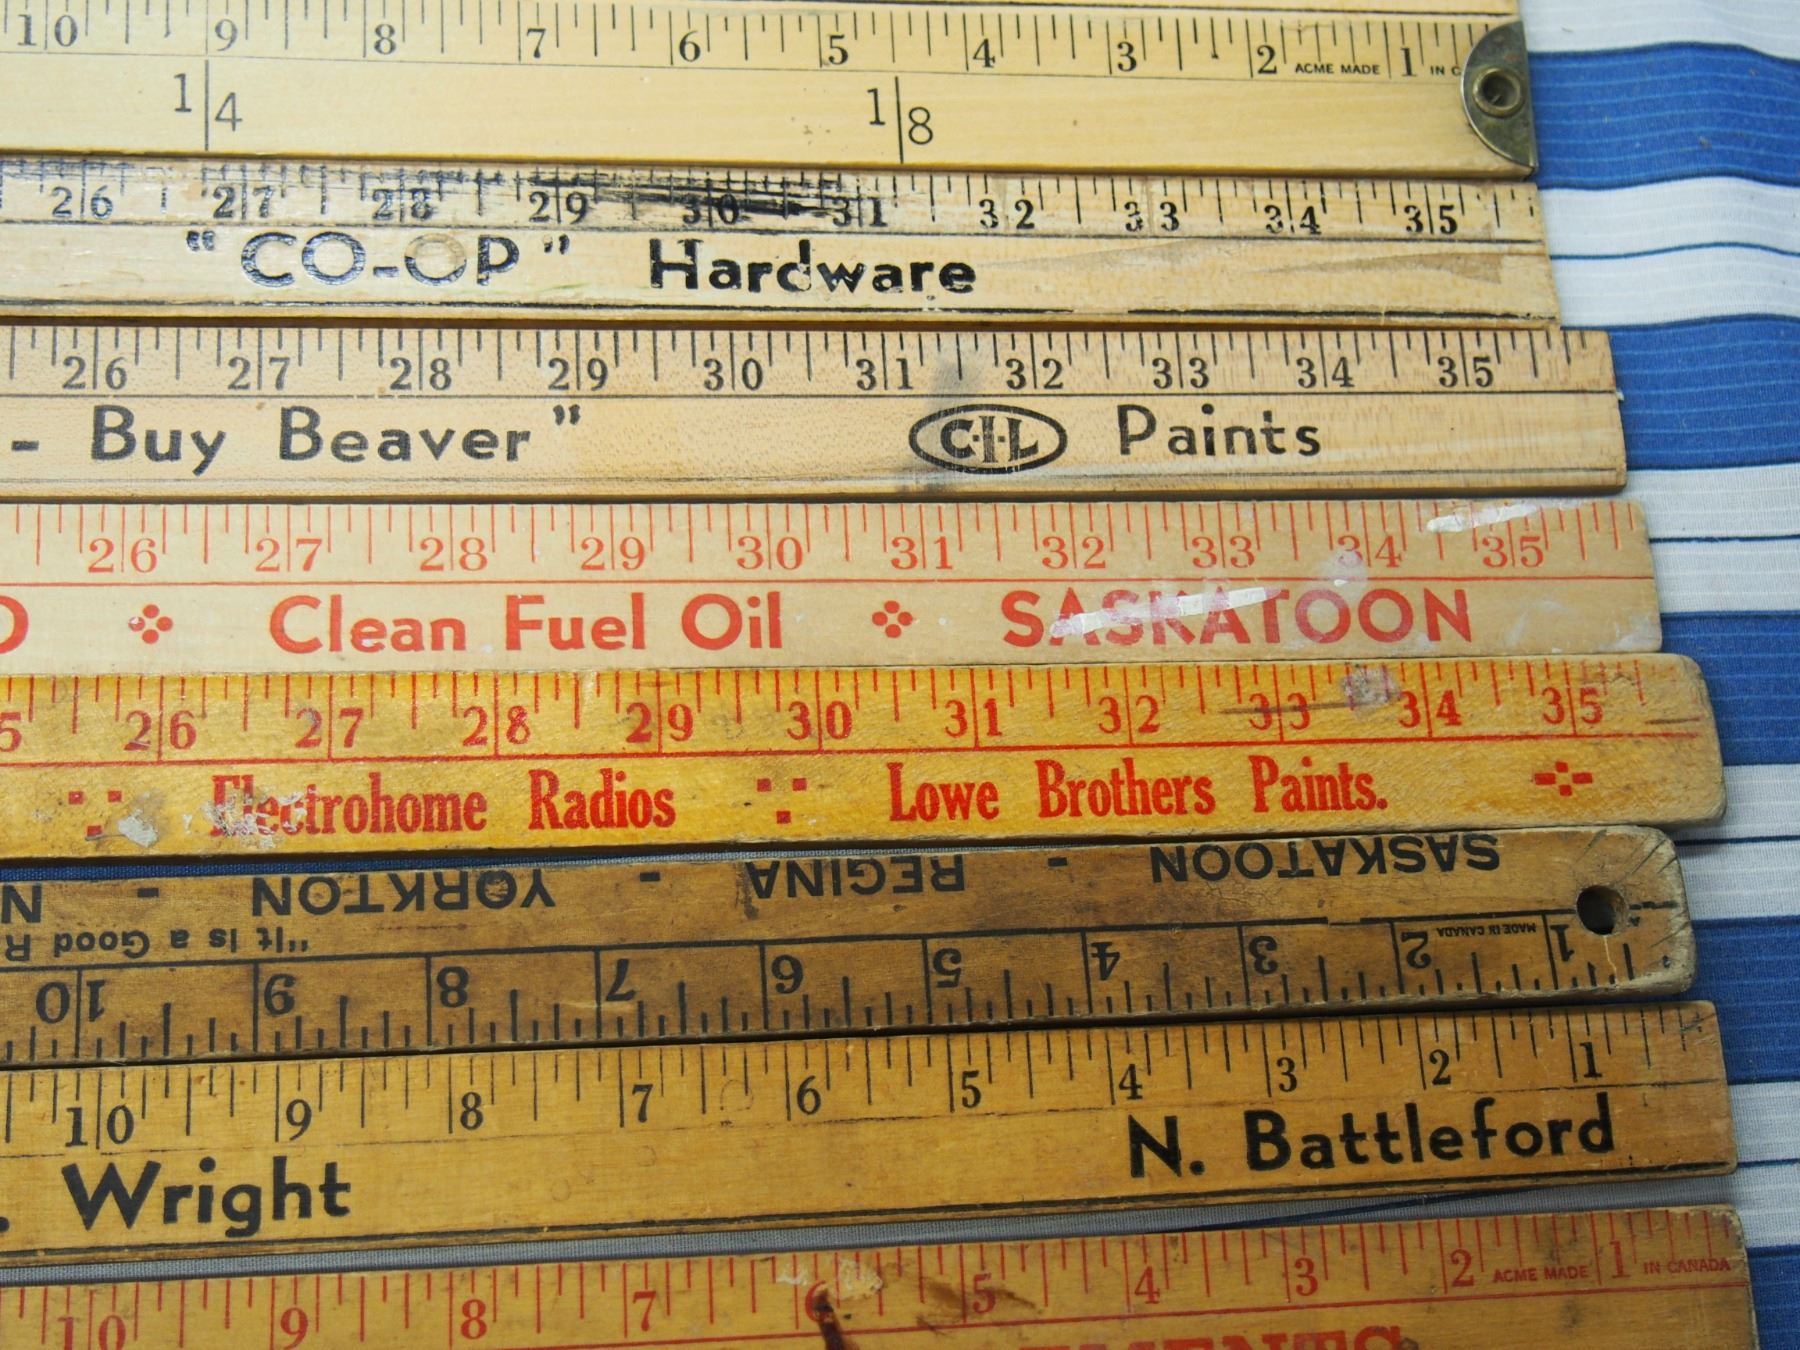 10 9 8 7 6 5 4 3 2 ACME MADE 1 IN C
1 4 1 8
26 27 28 29 30 31 32 33 34 35
"CO-OP" Hardware
26 27 28 29 30 31 32 33 34 35
- Buy Beaver" C-I-L Paints
26 27 28 29 30 31 32 33 34 35
Clean Fuel Oil SASKATOON
5 26 27 28 29 30 31 32 33 34 35
Electrohome Radios Lowe Brothers Paints.
SASKATOON - REGINA - YORKTON - N
"It is a Good R
1 MADE IN CANADA 2 3 4 5 6 7 8 9 10
10 9 8 7 6 5 4 3 2 1
. Wright N. Battleford
10 9 8 7 6 5 4 3 2 ACME MADE 1 IN CANADA